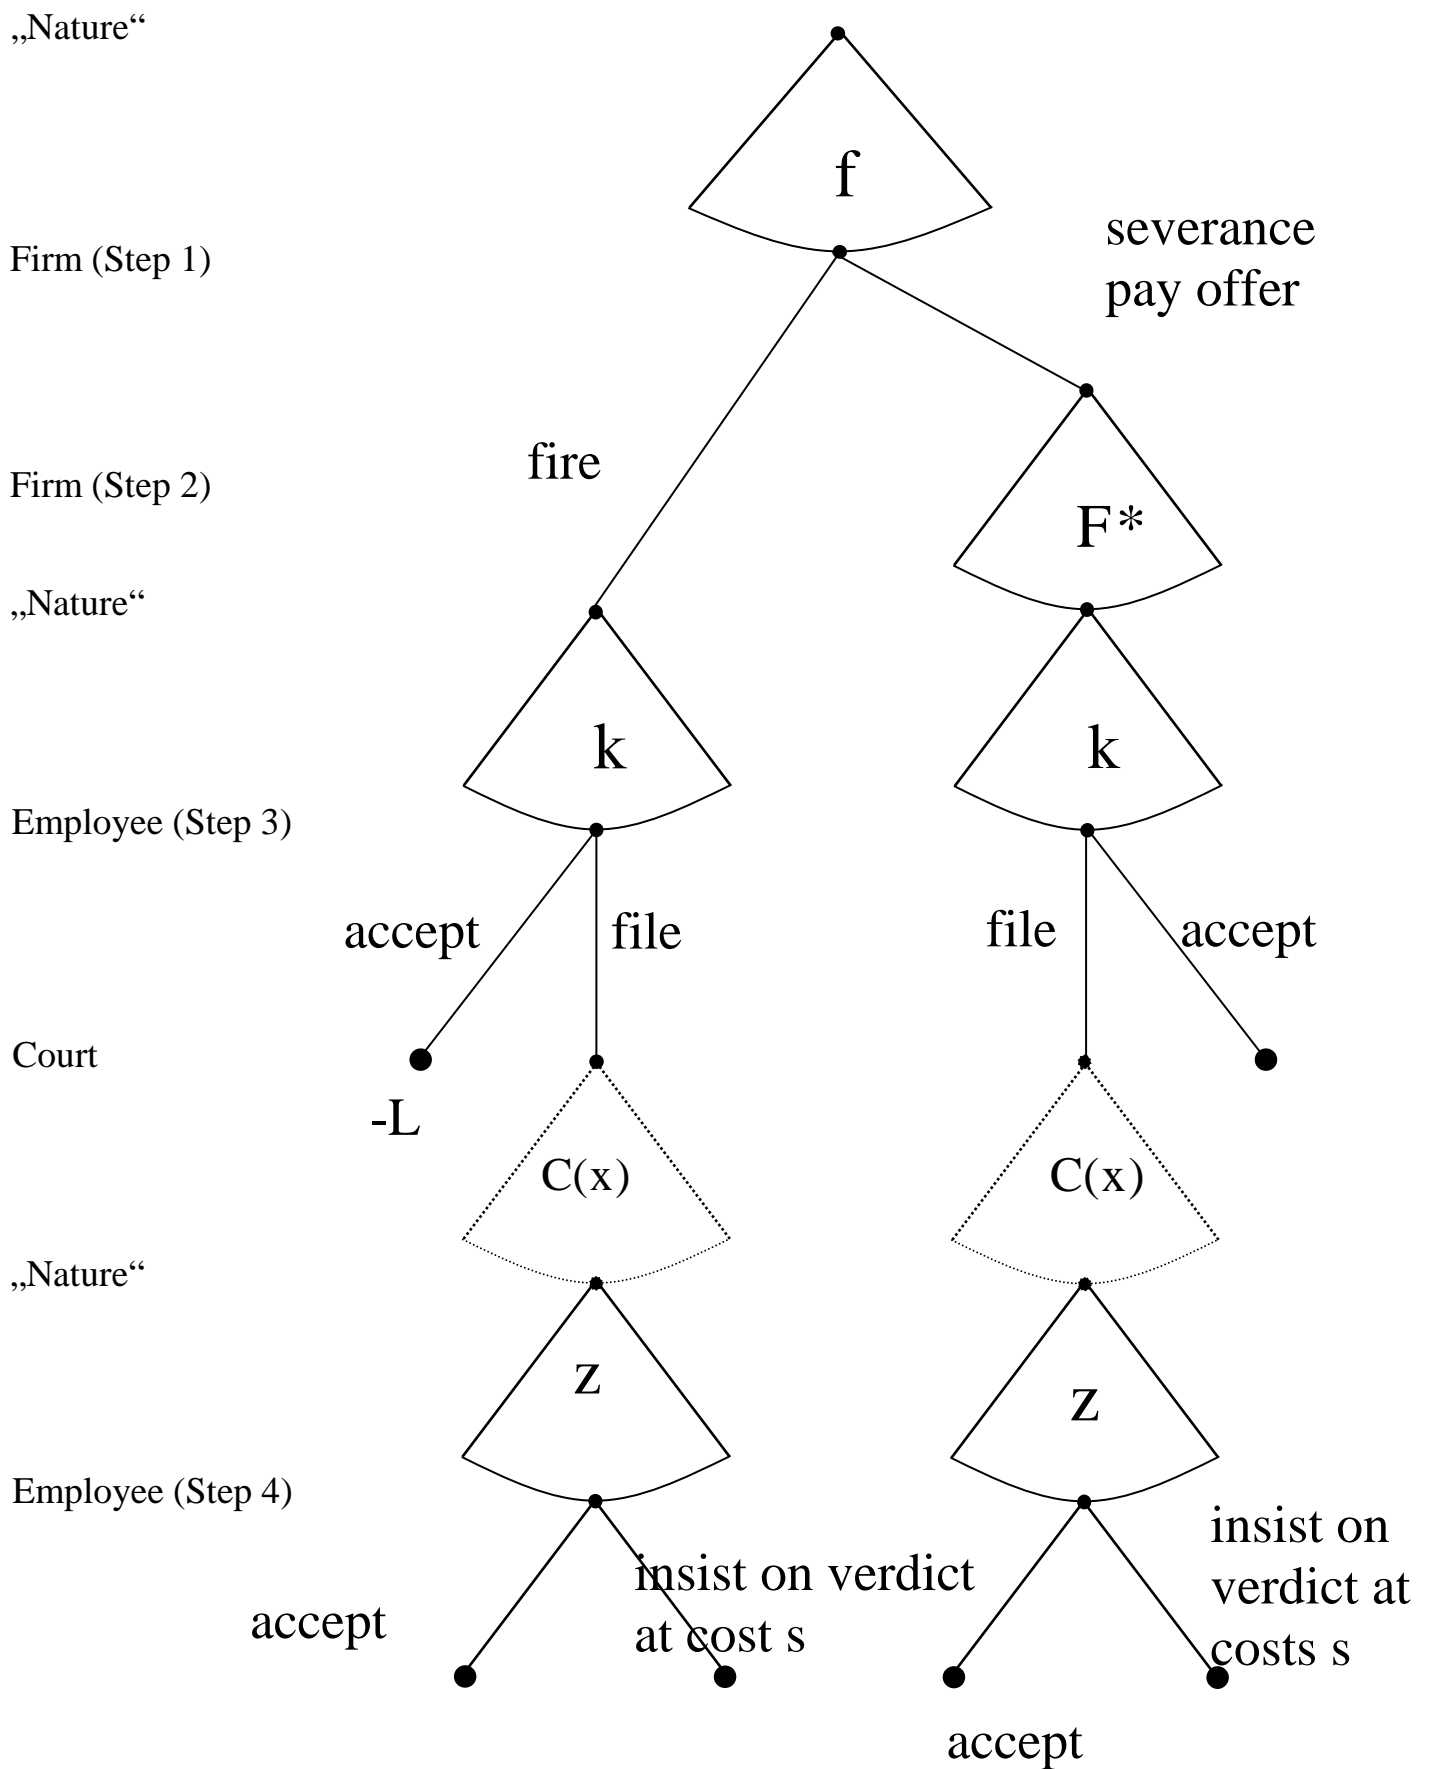 „Nature“
f
severance
pay offer
Firm (Step 1)
fire
Firm (Step 2)
F*
„Nature“
k
k
Employee (Step 3)
accept
file
file
accept
Court
-L
C(x)
C(x)
„Nature“
z
z
Employee (Step 4)
insist on
verdict at
costs s
insist on verdict
at cost s
accept
accept